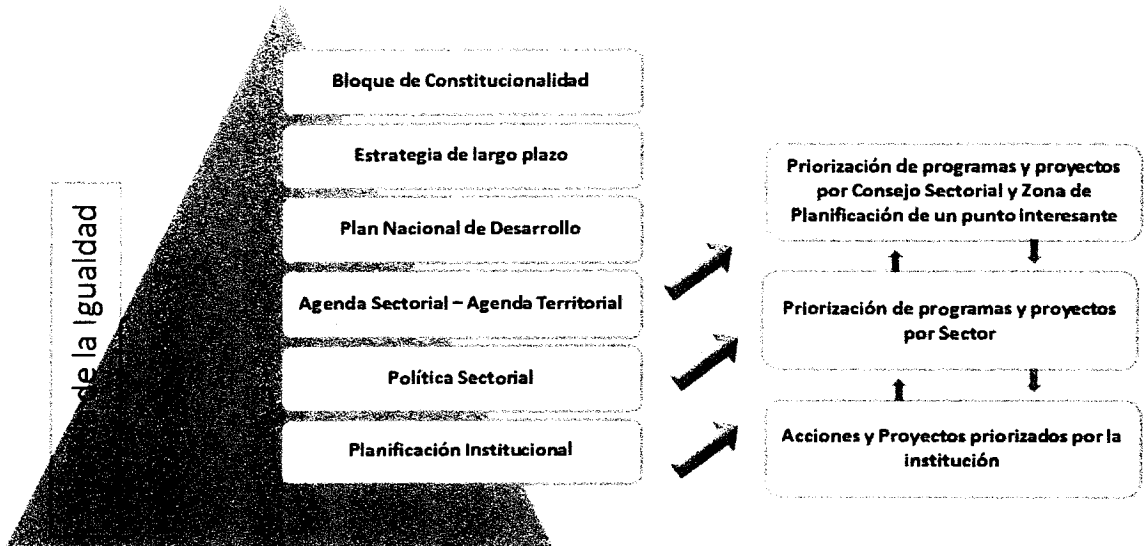 Bloque de Constitucionalidad
Estrategia de largo plazo
Plan Nacional de Desarrollo
Agenda Sectorial – Agenda Territorial
Política Sectorial
Planificación Institucional
de la Igualdad
Priorización de programas y proyectos
por Consejo Sectorial y Zona de
Planificación de un punto interesante
Priorización de programas y proyectos
por Sector
Acciones y Proyectos priorizados por la
institución